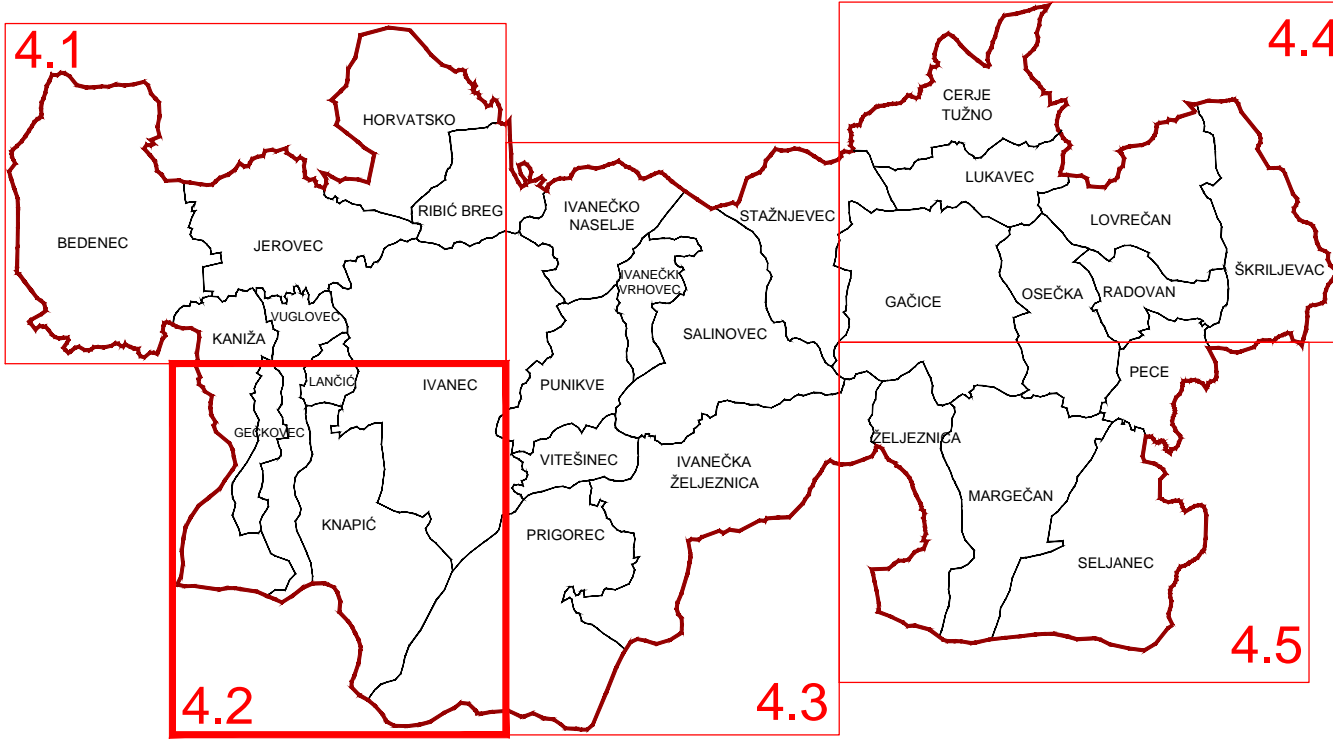 4.1
4.4
HORVATSKO
CERJE
TUŽNO
LUKAVEC
BEDENEC
JEROVEC
RIBIĆ BREG
IVANEČKO
NASELJE
STAŽNJEVEC
LOVREČAN
ŠKRILJEVAC
IVANEČKI
VRHOVEC
GAČICE
OSEČKA
RADOVAN
KANIŽA
VUGLOVEC
SALINOVEC
LANČIĆ
IVANEC
PUNIKVE
PECE
GEČKOVEC
VITEŠINEC
IVANEČKA
ŽELJEZNICA
ŽELJEZNICA
MARGEČAN
KNAPIĆ
PRIGOREC
SELJANEC
4.2
4.3
4.5